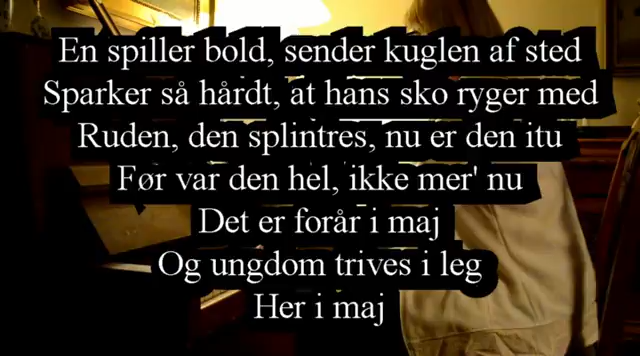 En spiller bold, sender kuglen af sted
Sparker så hårdt, at hans sko ryger med
Ruden, den splintres, nu er den itu
Før var den hel, ikke mer' nu
Det er forår i maj
Og ungdom trives i leg
Her i maj